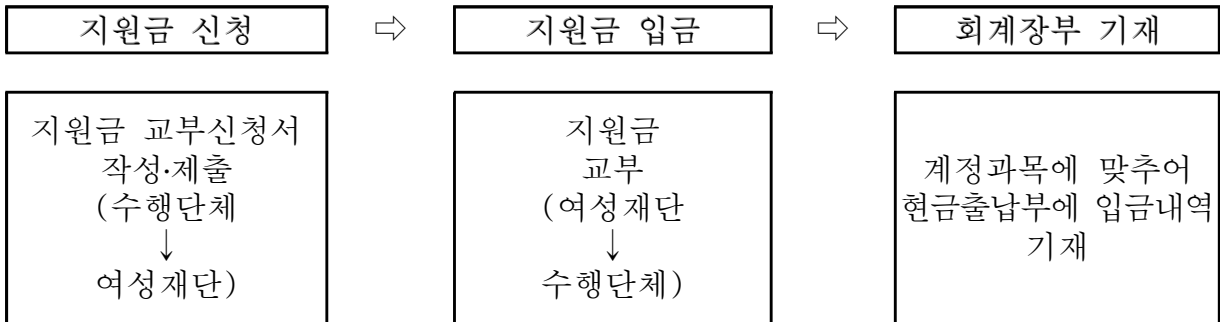 지원금 신청 ⇨ 지원금 입금 ⇨ 회계장부 기재
지원금 교부신청서
작성·제출
(수행단체
↓
여성재단)
지원금
교부
(여성재단
↓
수행단체)
계정과목에 맞추어
현금출납부에 입금내역
기재